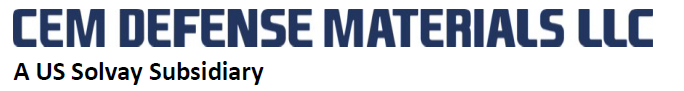 CEM DEFENSE MATERIALS LLC
A US Solvay Subsidiary